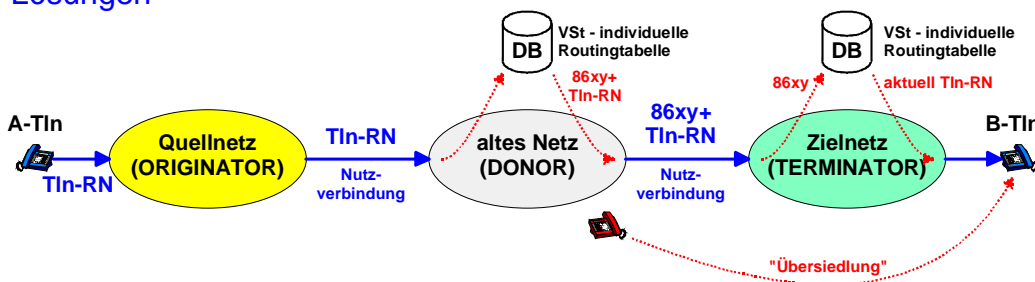 Lösungen
DB
VSt - individuelle
Routingtabelle
DB
VSt - individuelle
Routingtabelle
86xy+
Tln-RN
86xy
aktuell Tln-RN
A-Tln
Tln-RN
Quellnetz
(ORIGINATOR)
Tln-RN
Nutz-
verbindung
altes Netz
(DONOR)
86xy+
Tln-RN
Nutz-
verbindung
Zielnetz
(TERMINATOR)
B-Tln
"Übersiedlung"